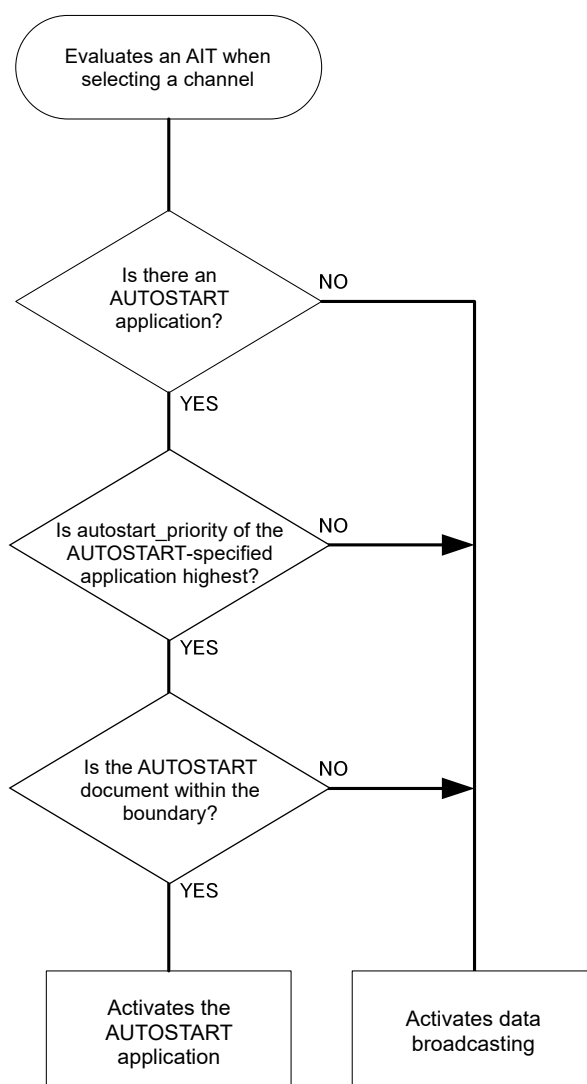 Evaluates an AIT when
selecting a channel
Is there an
AUTOSTART
application?
NO
YES
Is autostart_priority of the
AUTOSTART-specified
application highest?
NO
YES
Is the AUTOSTART
document within the
boundary?
NO
YES
Activates the
AUTOSTART
application
Activates data
broadcasting